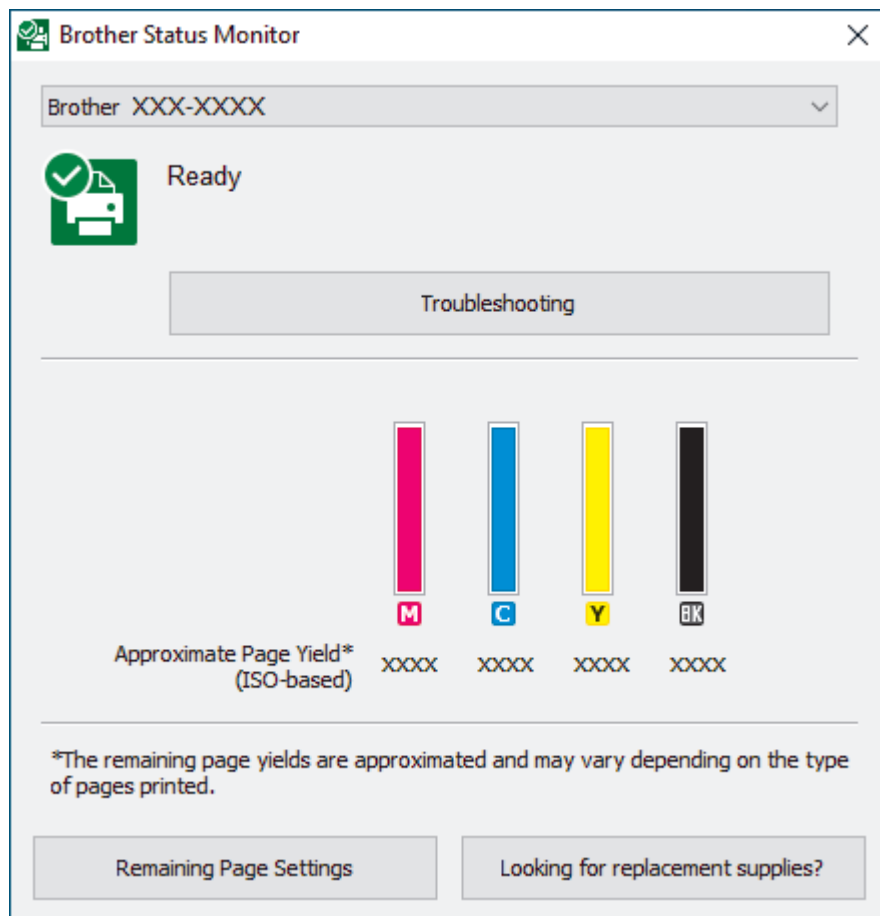 Brother Status Monitor
Brother XXX-XXXX
Ready
Troubleshooting
M C Y BK
Approximate Page Yield* XXXX XXXX XXXX XXXX
(ISO-based)
*The remaining page yields are approximated and may vary depending on the type
of pages printed.
Remaining Page Settings Looking for replacement supplies?